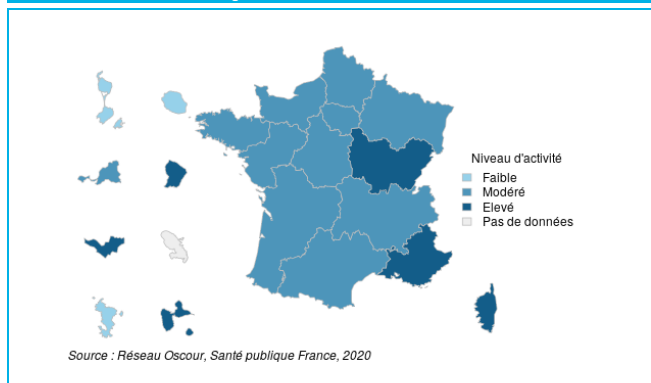 Niveau d'activité
Faible
Modéré
Elevé
Pas de données
Source : Réseau Oscour, Santé publique France, 2020